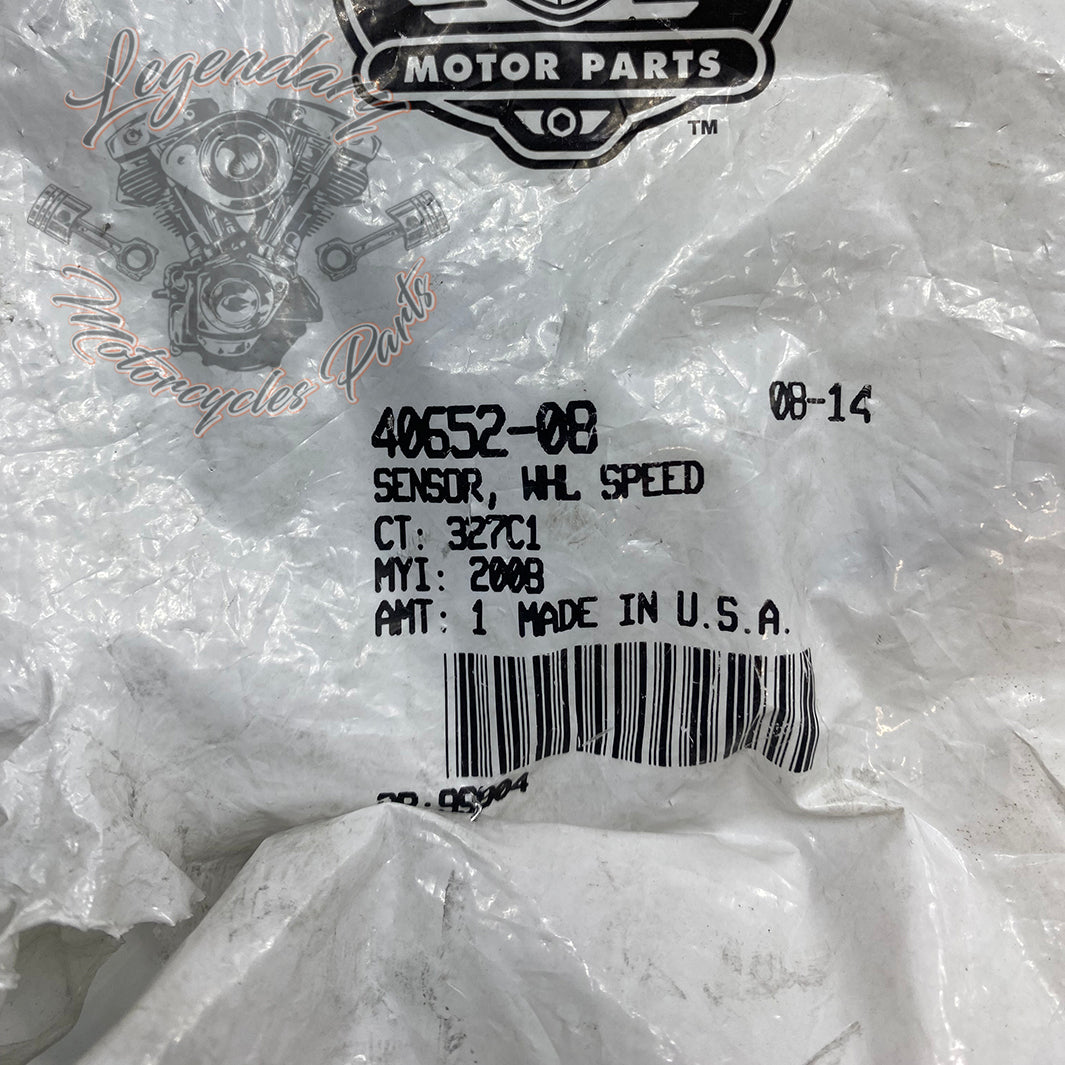 MOTOR PARTS
TM
Legendary
Motorcycles Parts
08-14
40652-08
SENSOR, WHL SPEED
CT: 327C1
MYI: 2008
AMT: 1 MADE IN U.S.A.